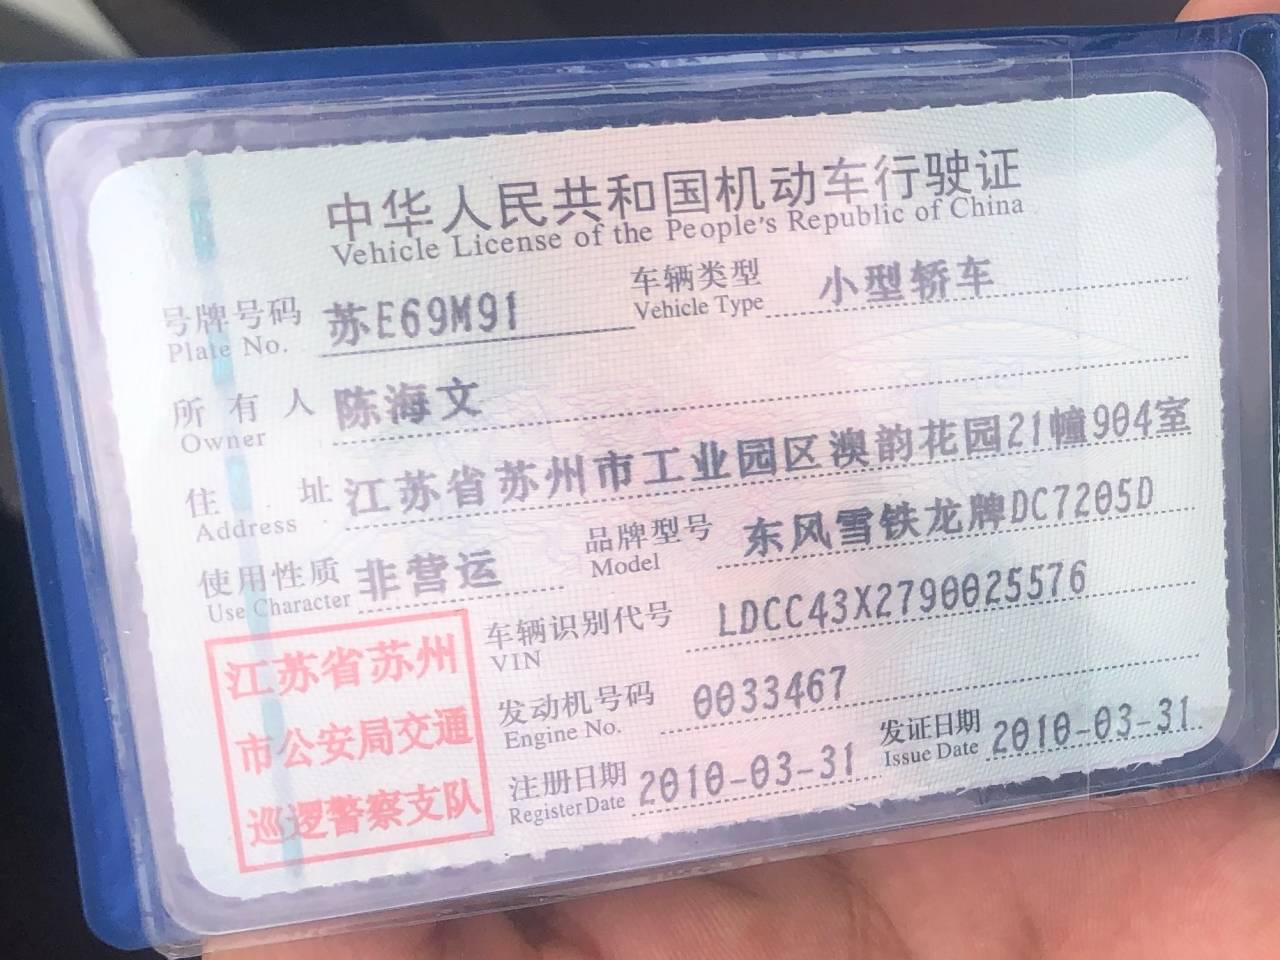 中华人民共和国机动车行驶证
Vehicle License of the People's Republic of China
号牌号码 苏E69M91 车辆类型 小型轿车
Plate No. Vehicle Type
所有人 陈海文
Owner
住址 江苏省苏州市工业园区澳韵花园21幢904室
Address
使用性质 非营运 品牌型号 东风雪铁龙牌DC7205D
Use Character Model
车辆识别代号 LDCC43X2790025576
VIN
发动机号码 0033467
Engine No.
注册日期 2010-03-31 发证日期 2010-03-31
Register Date Issue Date
江苏省苏州
市公安局交通
巡逻警察支队